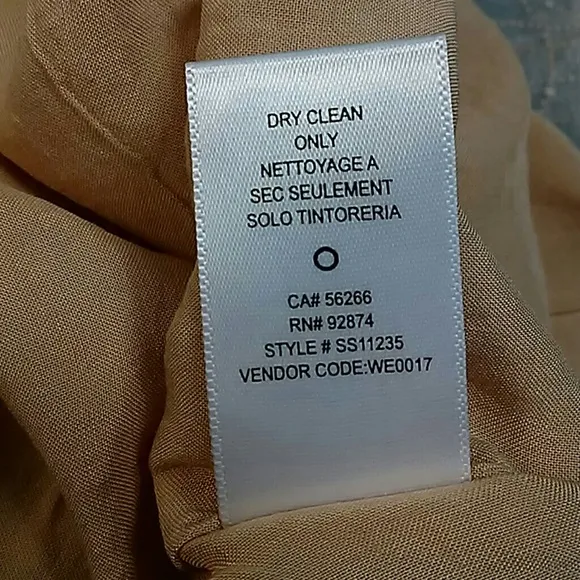 DRY CLEAN
ONLY
NETTOYAGE A
SEC SEULEMENT
SOLO TINTORERIA
CA# 56266
RN# 92874
STYLE # SS11235
VENDOR CODE:WE0017